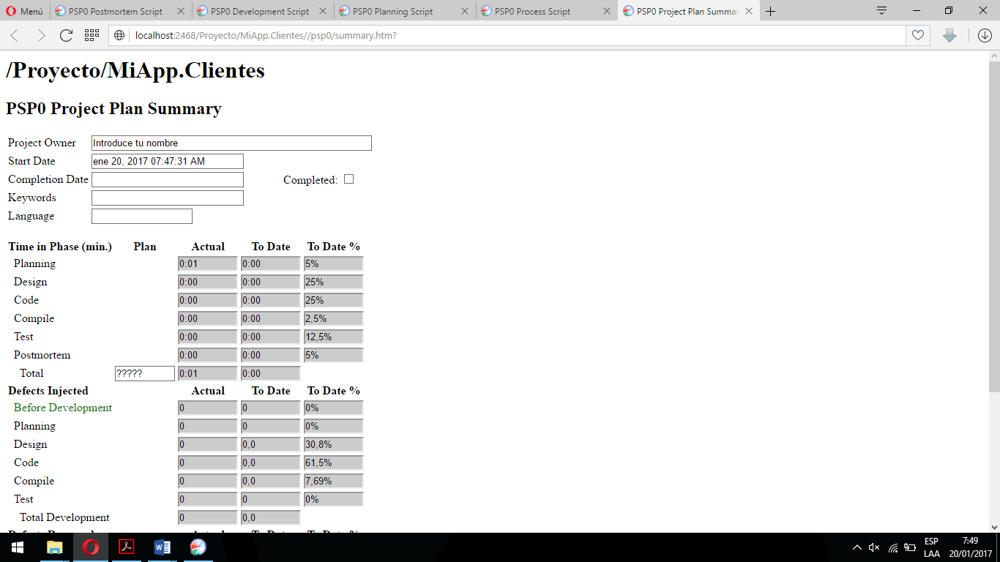 Menú
PSP0 Postmortem Script
PSP0 Development Script
PSP0 Planning Script
PSP0 Process Script
PSP0 Project Plan Summar
localhost:2468/Proyecto/MiApp.Clientes//psp0/summary.htm?
/Proyecto/MiApp.Clientes
PSP0 Project Plan Summary
Project Owner Introduce tu nombre
Start Date ene 20, 2017 07:47:31 AM
Completion Date Completed:
Keywords
Language
Time in Phase (min.) Plan Actual To Date To Date %
Planning 0:01 0:00 5%
Design 0:00 0:00 25%
Code 0:00 0:00 25%
Compile 0:00 0:00 2,5%
Test 0:00 0:00 12,5%
Postmortem 0:00 0:00 5%
Total ????? 0:01 0:00
Defects Injected Actual To Date To Date %
Before Development 0 0 0%
Planning 0 0 0%
Design 0 0,0 30,8%
Code 0 0,0 61,5%
Compile 0 0,0 7,69%
Test 0 0 0%
Total Development 0 0,0
ESP 7:49
LAA 20/01/2017